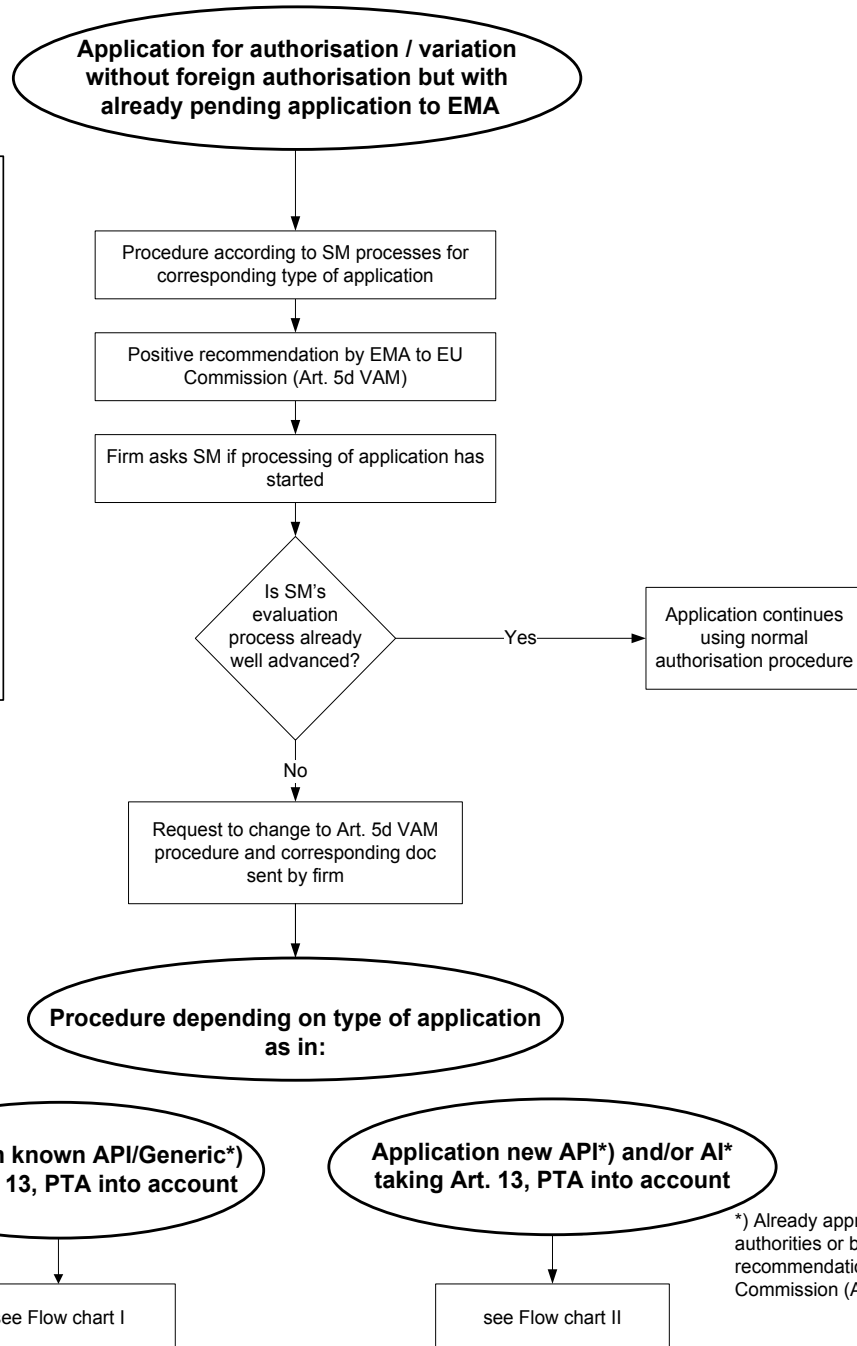 Application for authorisation / variation
without foreign authorisation but with
already pending application to EMA
Procedure according to SM processes for
corresponding type of application
Positive recommendation by EMA to EU
Commission (Art. 5d VAM)
Firm asks SM if processing of application has
started
Is SM's
evaluation
process already
well advanced?
Yes
Application continues
using normal
authorisation procedure
No
Request to change to Art. 5d VAM
procedure and corresponding doc
sent by firm
Procedure depending on type of application
as in:
known API/Generic*)
13, PTA into account
Application new API*) and/or AI*
taking Art. 13, PTA into account
*) Already
authorities or
Commission
see Flow chart I
see Flow chart II